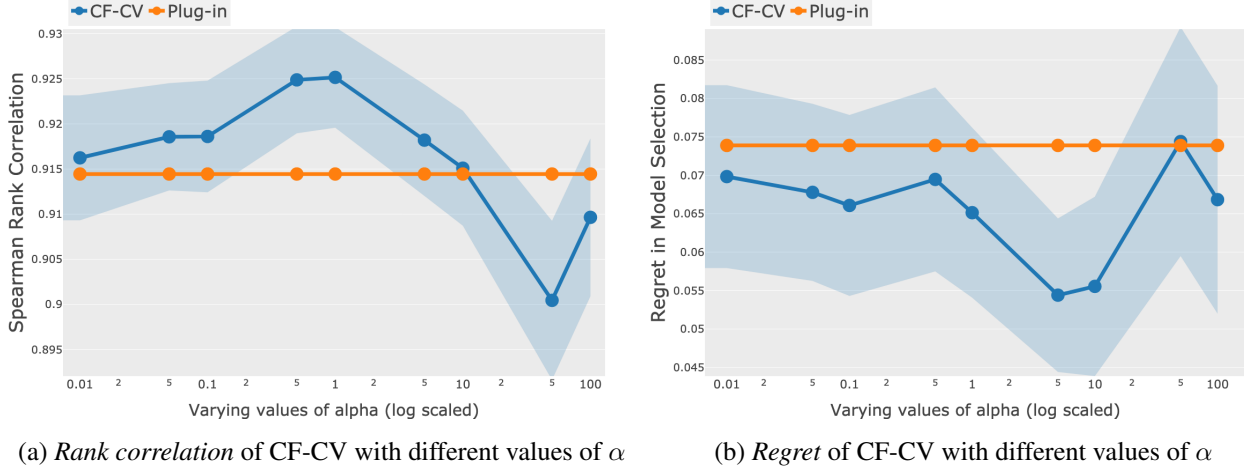 CF-CV Plug-in
0.93
0.925
0.92
0.915
0.91
0.905
0.9
0.895
Spearman Rank Correlation
0.01 2 5 0.1 2 5 1 2 5 10 2 5 100
Varying values of alpha (log scaled)
(a) Rank correlation of CF-CV with different values of α
CF-CV Plug-in
0.085
0.08
0.075
0.07
0.065
0.06
0.055
0.05
0.045
Regret in Model Selection
0.01 2 5 0.1 2 5 1 2 5 10 2 5 100
Varying values of alpha (log scaled)
(b) Regret of CF-CV with different values of α